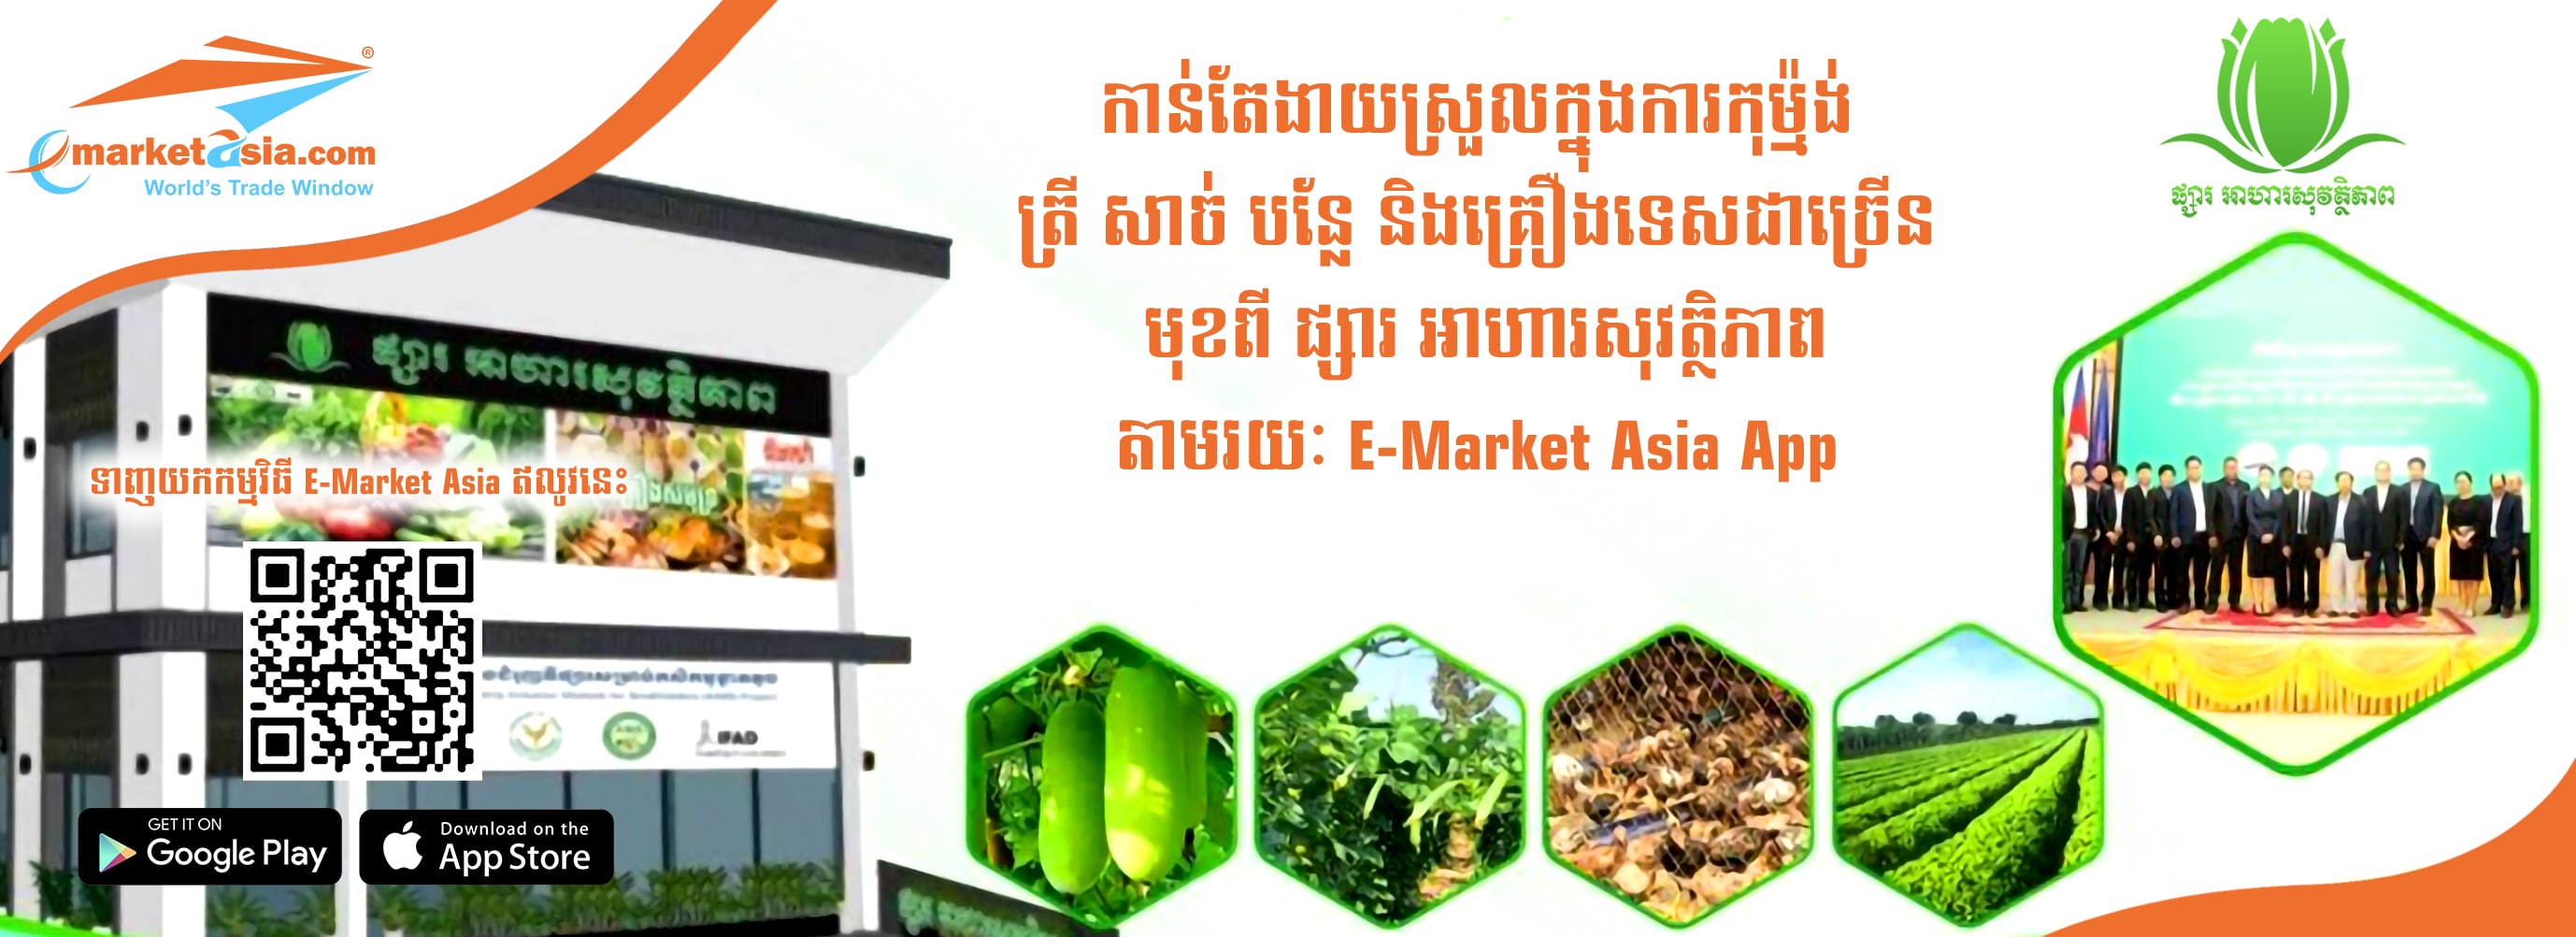 emarketasia.com
®
World's Trade Window
កាន់តែងាយស្រួលក្នុងការកុម្ម៉ង់
ត្រី សាច់ បន្លែ និងគ្រឿងទេសជាច្រើន
មុខពី ផ្សារ អាហារសុវត្ថិភាព
តាមរយៈ E-Market Asia App
ផ្សារ អាហារសុវត្ថិភាព
ផ្សារ អាហារសុវត្ថិភាព
ទាញយកកម្មវិធី E-Market Asia ឥលូវនេះ
IFAD
GET IT ON
Google Play
Download on the
App Store